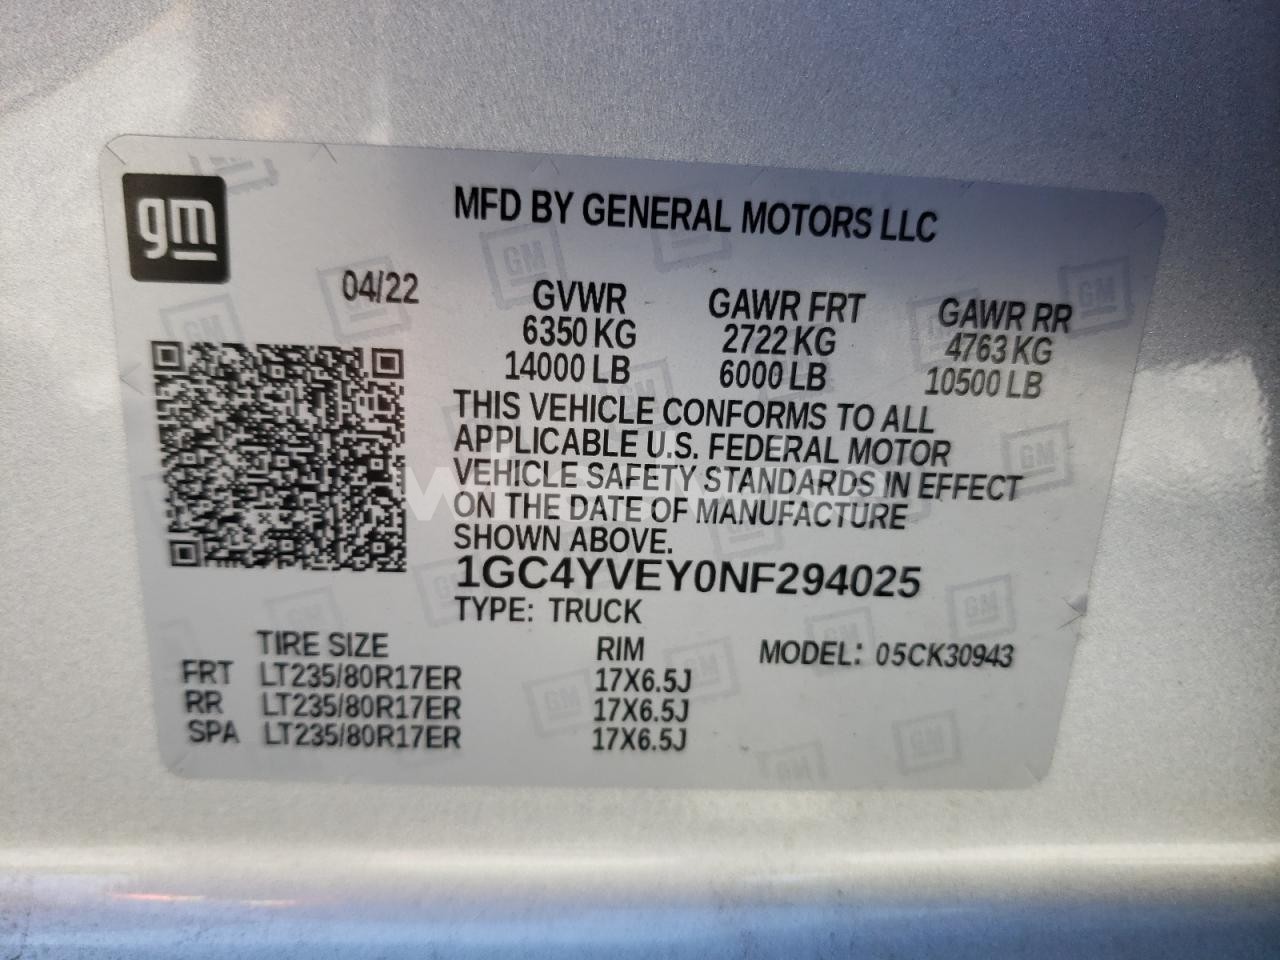 gm
MFD BY GENERAL MOTORS LLC
04/22
GVWR GAWR FRT GAWR RR
6350 KG 2722 KG 4763 KG
14000 LB 6000 LB 10500 LB
THIS VEHICLE CONFORMS TO ALL
APPLICABLE U.S. FEDERAL MOTOR
VEHICLE SAFETY STANDARDS IN EFFECT
ON THE DATE OF MANUFACTURE
SHOWN ABOVE.
1GC4YVEY0NF294025
TYPE: TRUCK
TIRE SIZE RIM MODEL: 05CK30943
FRT LT235/80R17ER 17X6.5J
RR LT235/80R17ER 17X6.5J
SPA LT235/80R17ER 17X6.5J